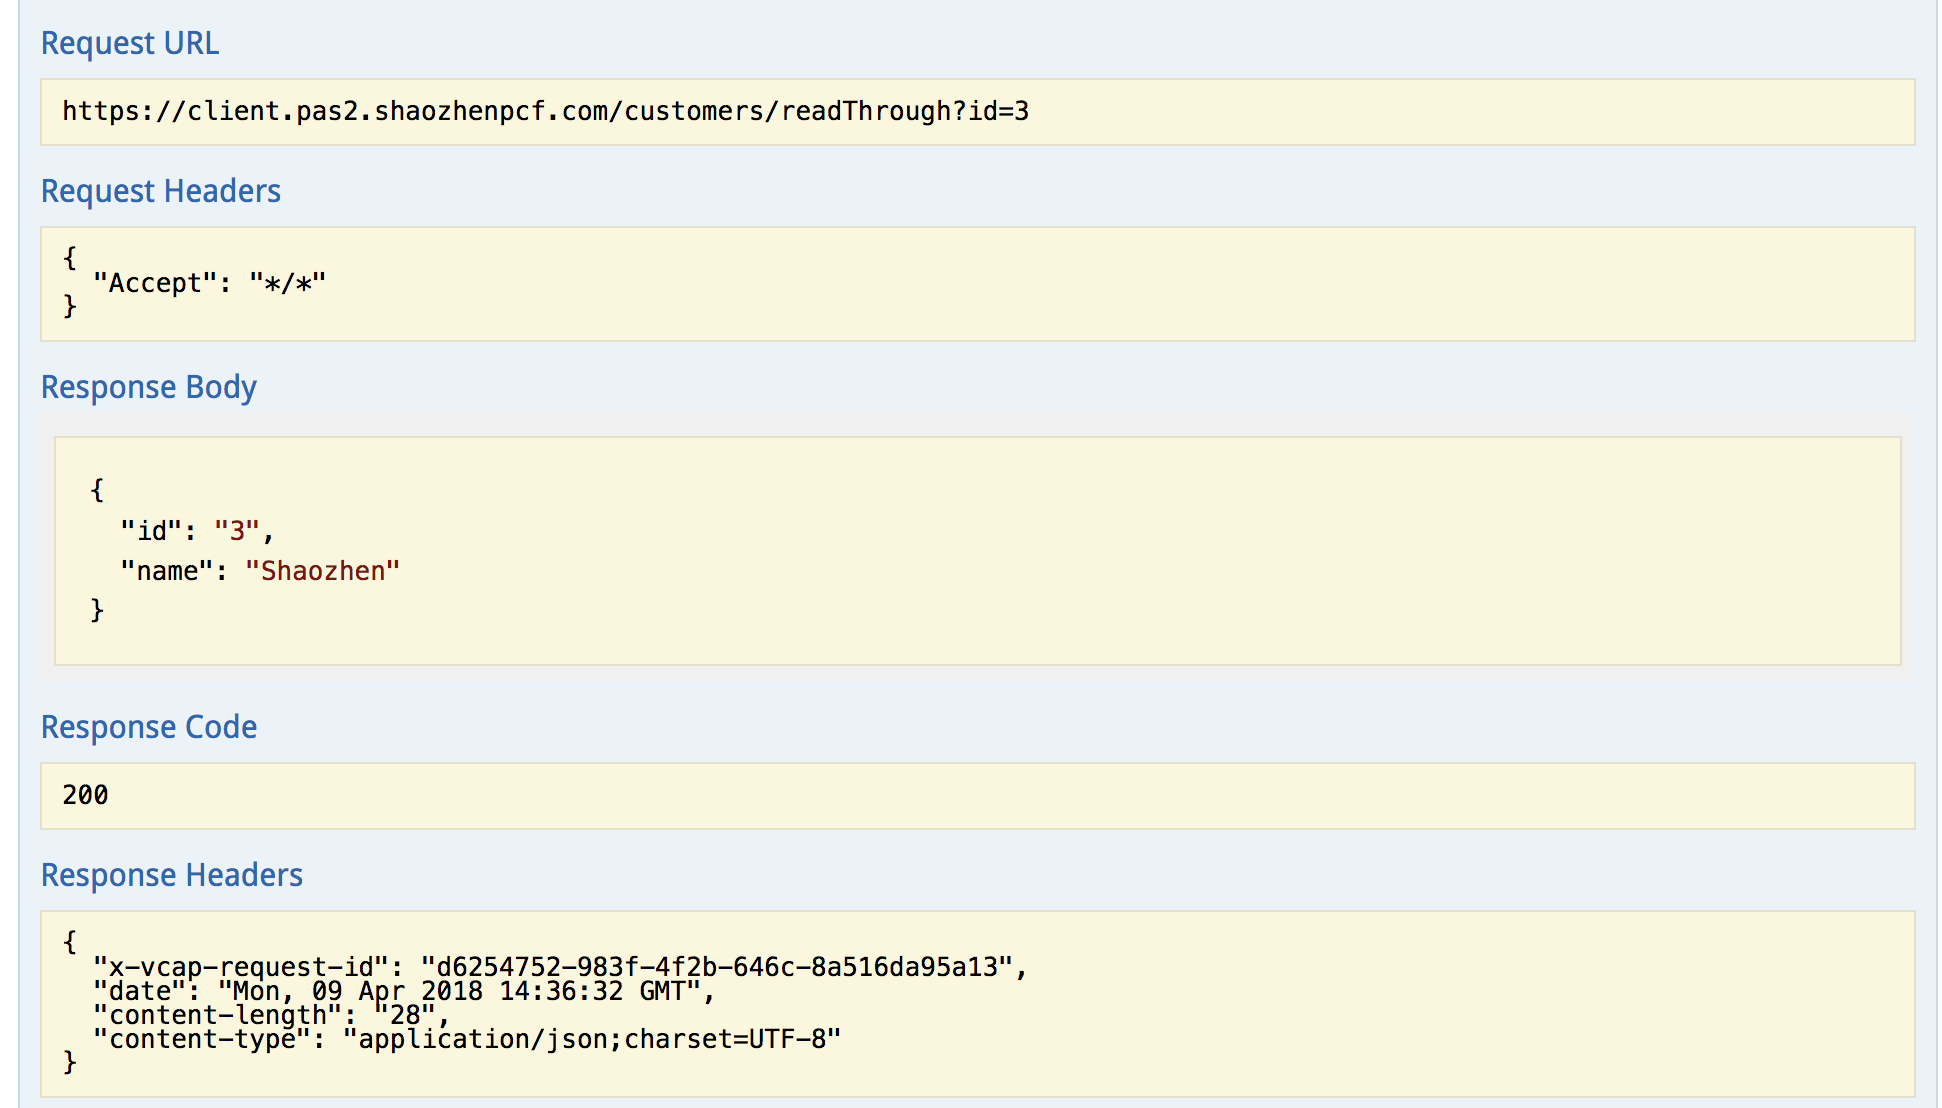 Request URL
https://client.pas2.shaozhenpcf.com/customers/readThrough?id=3
Request Headers
{
  "Accept": "*/*"
}
Response Body
{
  "id": "3",
  "name": "Shaozhen"
}
Response Code
200
Response Headers
{
  "x-vcap-request-id": "d6254752-983f-4f2b-646c-8a516da95a13",
  "date": "Mon, 09 Apr 2018 14:36:32 GMT",
  "content-length": "28",
  "content-type": "application/json;charset=UTF-8"
}